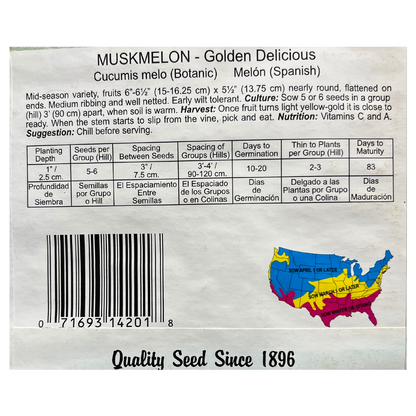 MUSKMELON - Golden Delicious
Cucumis melo (Botanic) Melón (Spanish)
Mid-season variety, fruits 6"-6½" (15-16.25 cm) x 5½" (13.75 cm) nearly round, flattened on
ends. Medium ribbing and well netted. Early wilt tolerant. Culture: Sow 5 or 6 seeds in a group
(hill) 3' (90 cm) apart, when soil is warm. Harvest: Once fruit turns light yellow-gold it is close to
ready. When the stem starts to slip from the vine, pick and eat. Nutrition: Vitamins C and A.
Suggestion: Chill before serving.
Planting Depth Seeds per Group (Hill) Spacing Between Seeds Spacing of Groups (Hills) Days to Germination Thin to Plants per Group (Hill) Days to Maturity
1" / 2.5 cm. 5-6 3" / 7.5 cm. 3'-4' / 90-120 cm. 10-20 2-3 83
Profundidad de Siembra Semillas por Grupo o Hill El Espaciamiento Entre Semillas El Espaciado de los Grupos o en Colinas Dias de Germinación Delgado a las Plantas por Grupo o una Colina Dias de Maduración
SOW APRIL 1 OR LATER
SOW MARCH 1 OR LATER
0 71693 14201 8
Quality Seed Since 1896